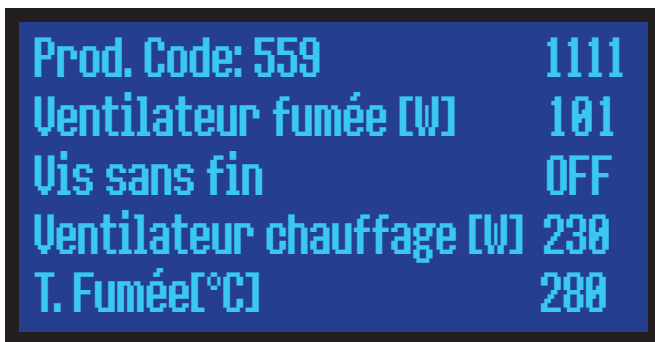 Prod. Code: 559 1111
Ventilateur fumée [W] 101
Vis sans fin OFF
Ventilateur chauffage [W] 230
T. Fumée[°C] 280